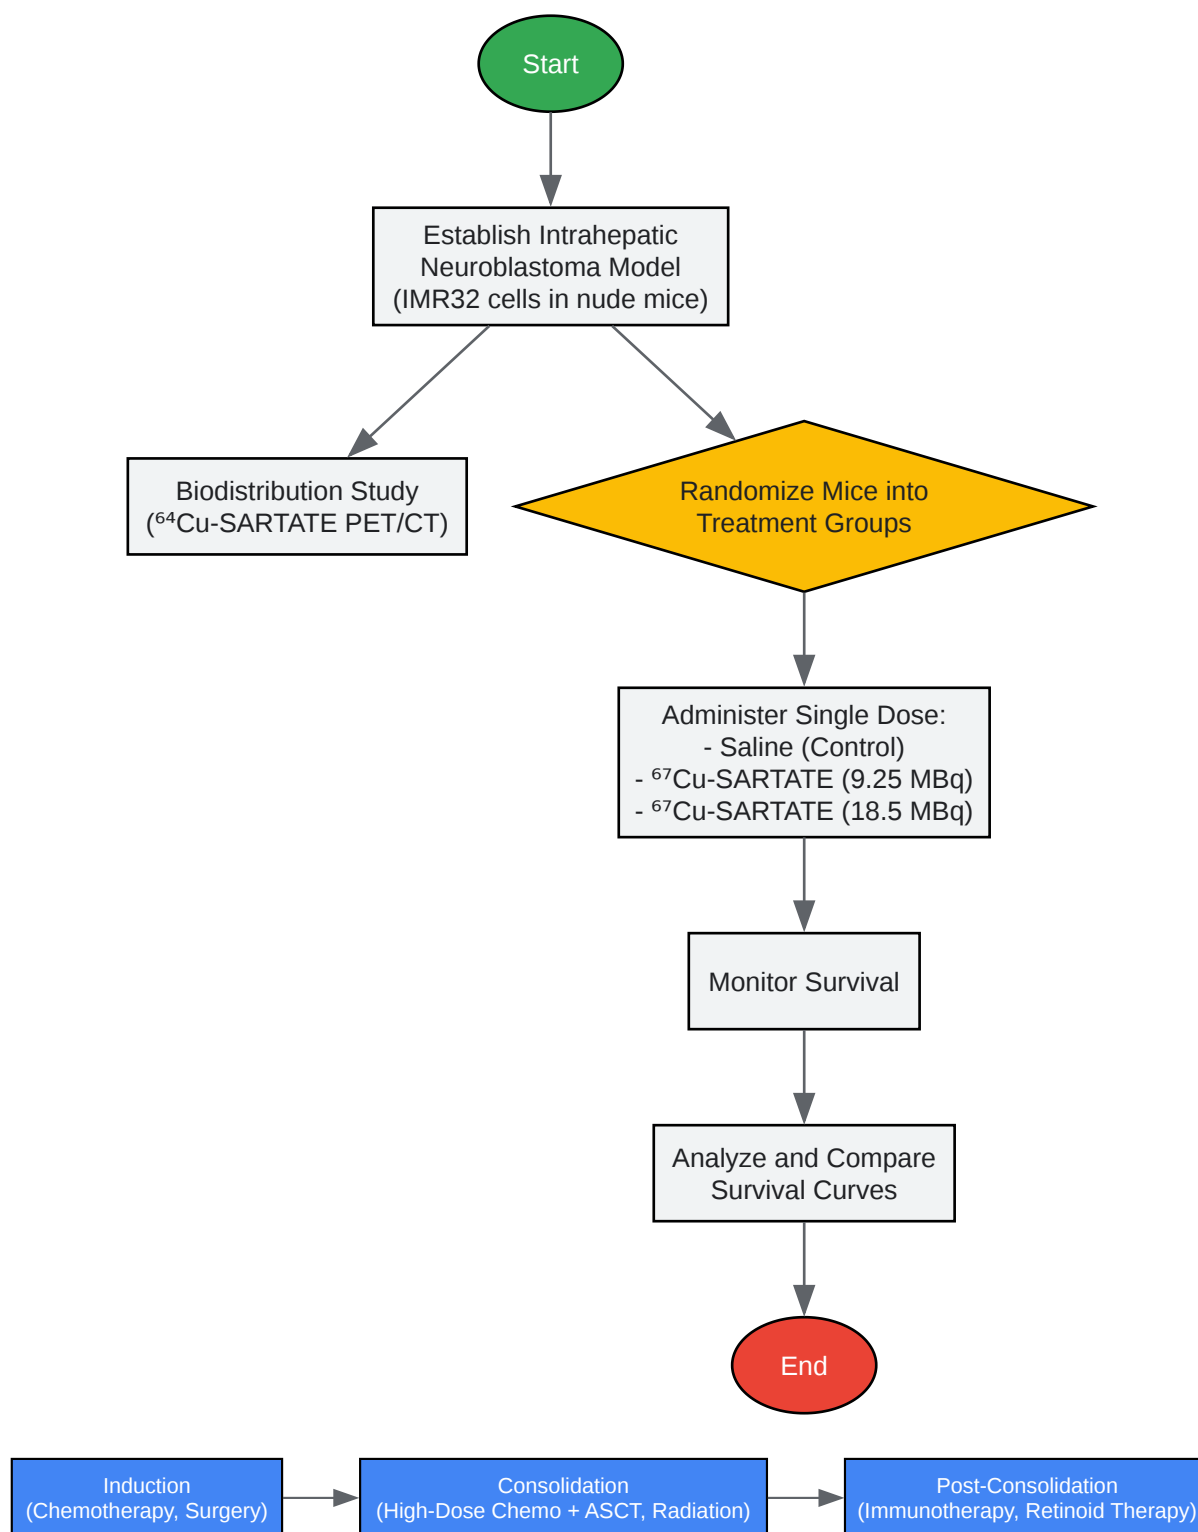 Start
Establish Intrahepatic
Neuroblastoma Model
(IMR32 cells in nude mice)
Biodistribution Study
(⁶⁴Cu-SARTATE PET/CT)
Randomize Mice into
Treatment Groups
Administer Single Dose:
- Saline (Control)
- ⁶⁷Cu-SARTATE (9.25 MBq)
- ⁶⁷Cu-SARTATE (18.5 MBq)
Monitor Survival
Analyze and Compare
Survival Curves
End
Induction
(Chemotherapy, Surgery)
Consolidation
(High-Dose Chemo + ASCT, Radiation)
Post-Consolidation
(Immunotherapy, Retinoid Therapy)